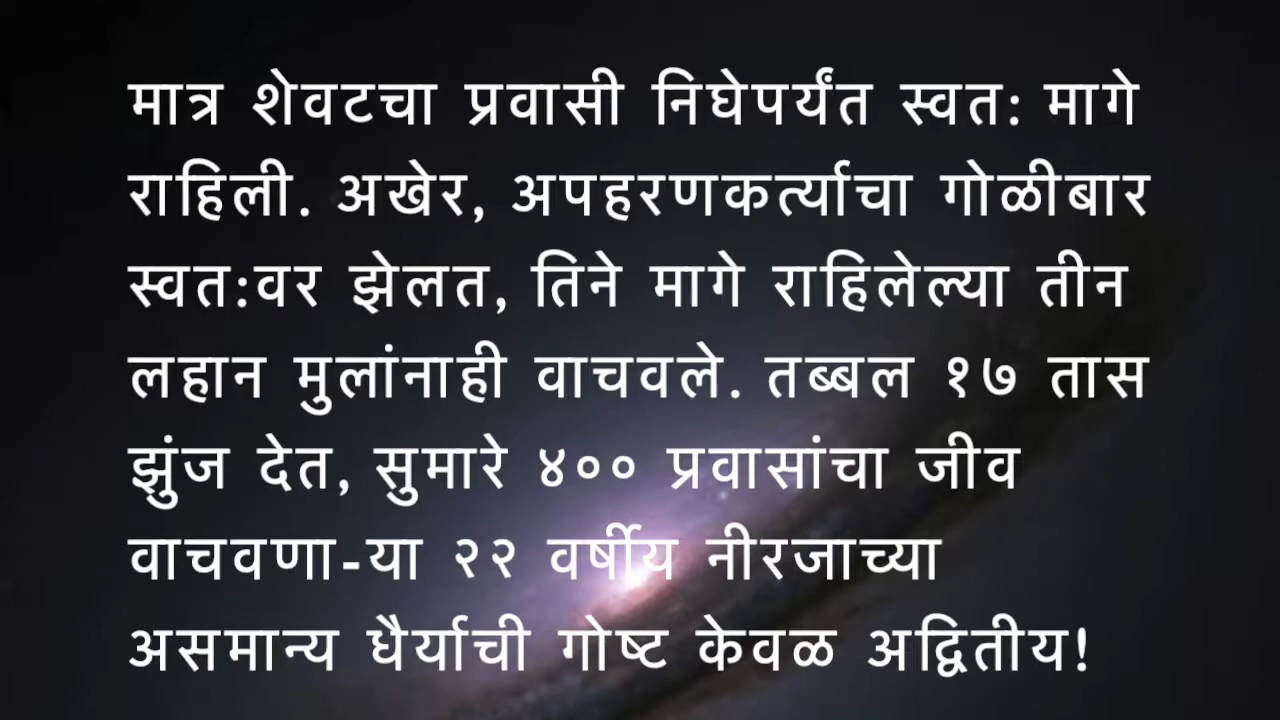 मात्र शेवटचा प्रवासी निघेपर्यंत स्वत: मागे
राहिली. अखेर, अपहरणकर्त्याचा गोळीबार
स्वत:वर झेलत, तिने मागे राहिलेल्या तीन
लहान मुलांनाही वाचवले. तब्बल १७ तास
झुंज देत, सुमारे ४०० प्रवासांचा जीव
वाचवणा-या २२ वर्षीय नीरजाच्या
असमान्य धैर्याची गोष्ट केवळ अद्वितीय!